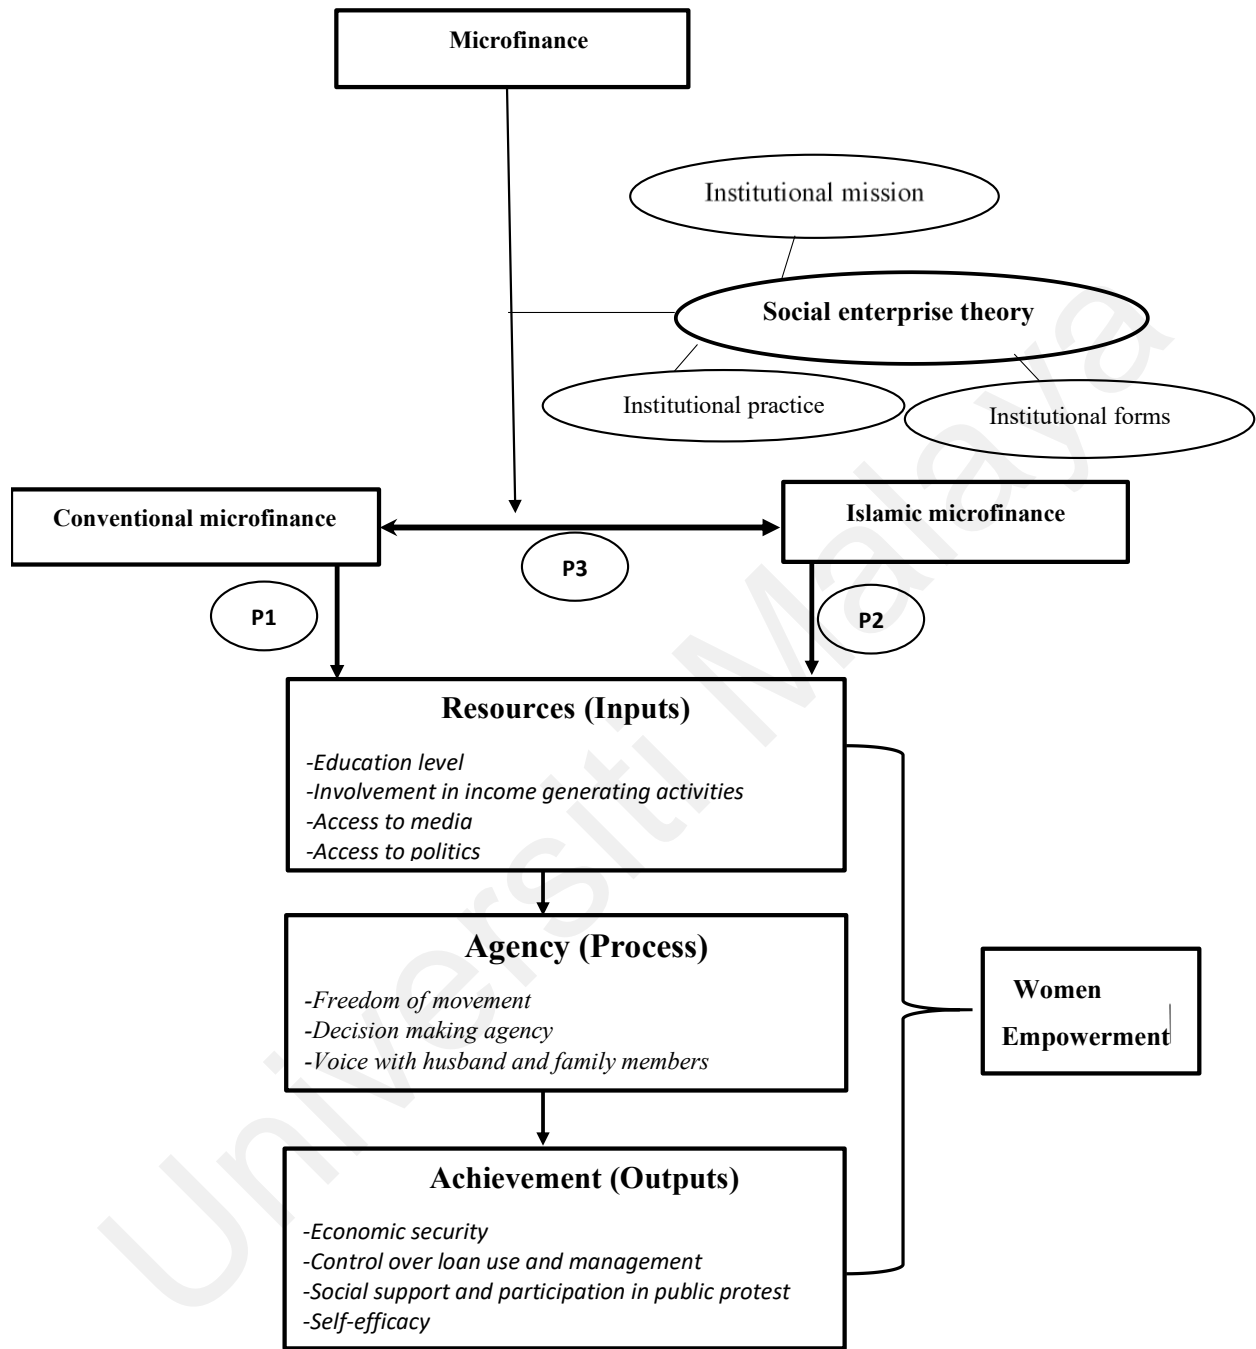 Microfinance
Institutional mission
Social enterprise theory
Institutional practice
Institutional forms
Conventional microfinance
Islamic microfinance
P3
P1
P2
Resources (Inputs)
-Education level
-Involvement in income generating activities
-Access to media
-Access to politics
Agency (Process)
-Freedom of movement
-Decision making agency
-Voice with husband and family members
Women
Empowerment
Achievement (Outputs)
-Economic security
-Control over loan use and management
-Social support and participation in public protest
-Self-efficacy
Universiti Malaya